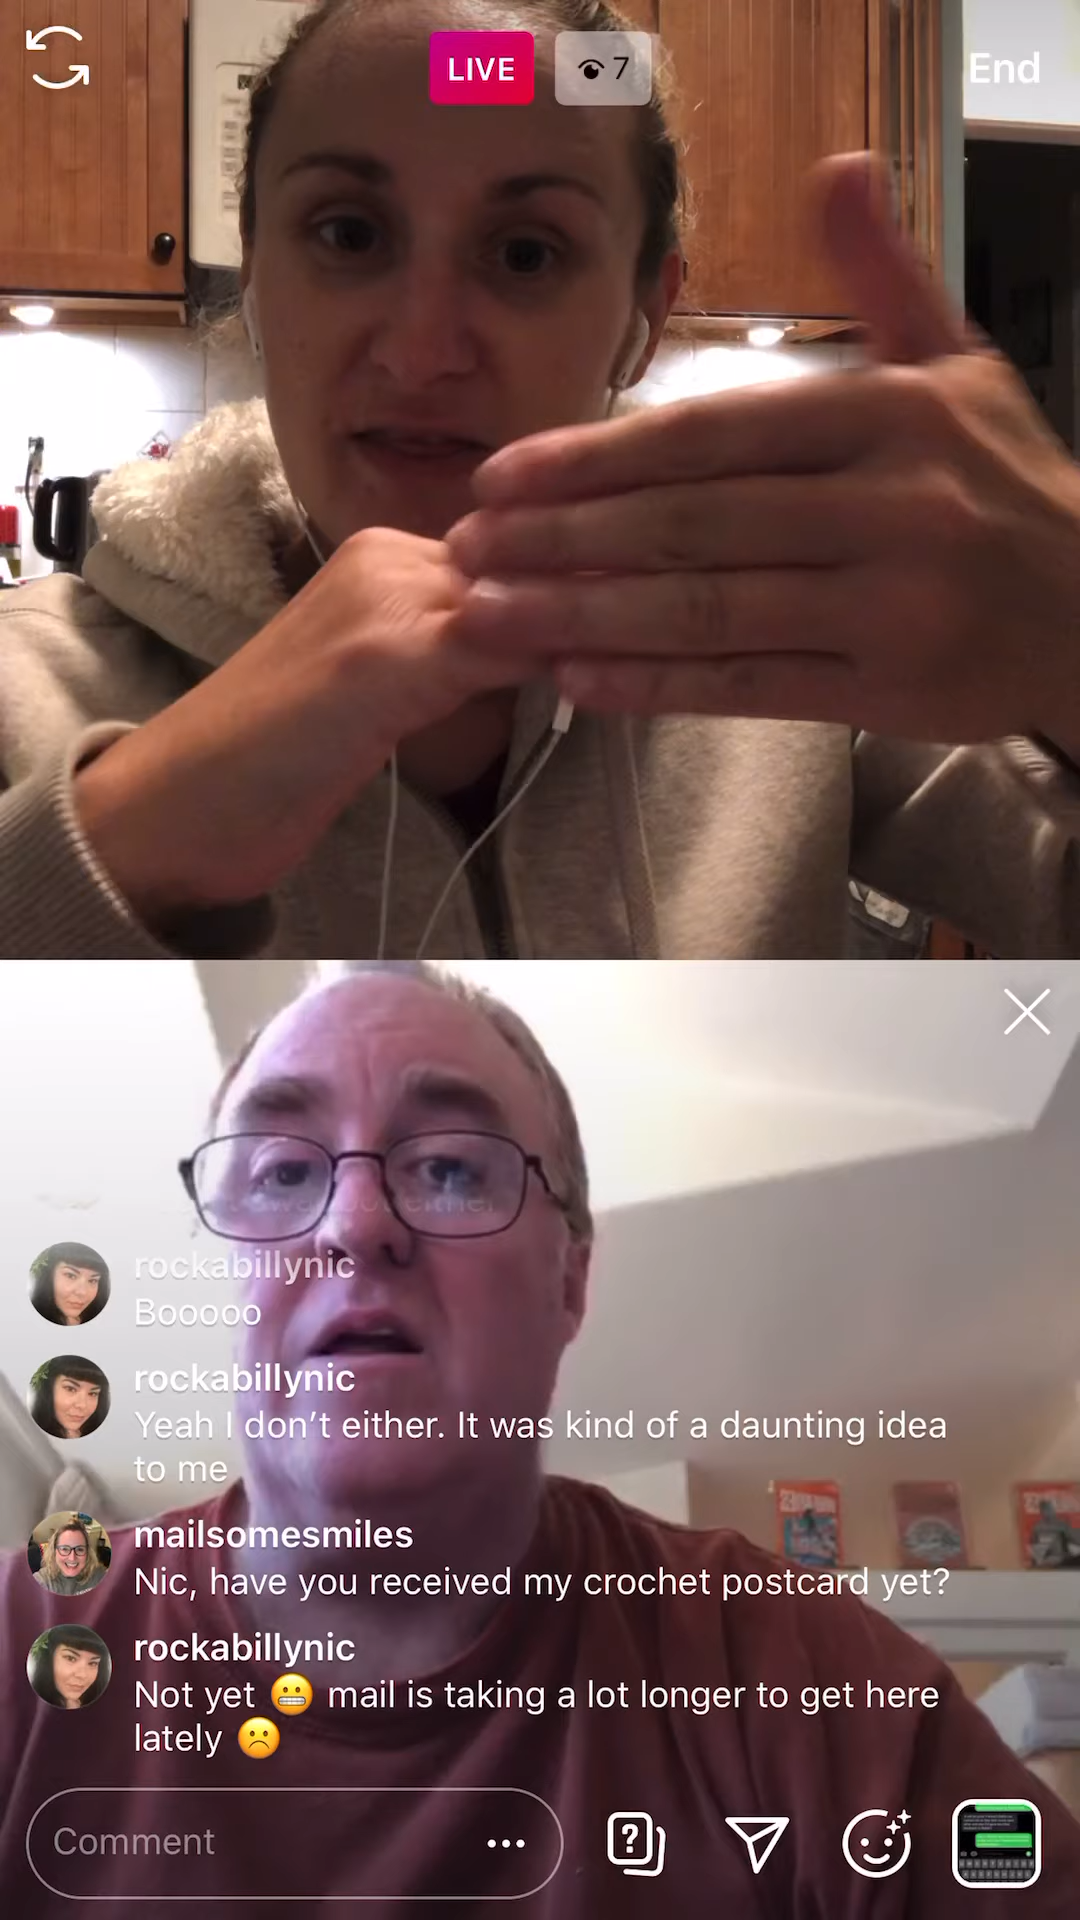 LIVE
7
End
rockabillynic
Booooo
rockabillynic
Yeah I don't either. It was kind of a daunting idea
to me
mailsomesmiles
Nic, have you received my crochet postcard yet?
rockabillynic
Not yet 😬 mail is taking a lot longer to get here
lately ☹️
Comment